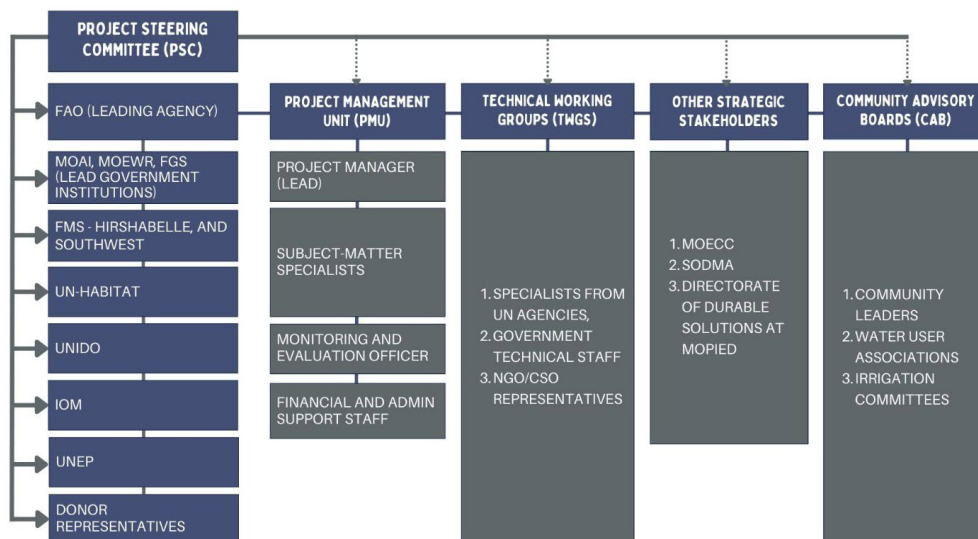 PROJECT STEERING
COMMITTEE (PSC)
FAO (LEADING AGENCY)
MOAI, MOEWR, FGS
(LEAD GOVERNMENT
INSTITUTIONS)
FMS - HIRSHABELLE, AND
SOUTHWEST
UN-HABITAT
UNIDO
IOM
UNEP
DONOR
REPRESENTATIVES
PROJECT MANAGEMENT
UNIT (PMU)
PROJECT MANAGER
(LEAD)
SUBJECT-MATTER
SPECIALISTS
MONITORING AND
EVALUATION OFFICER
FINANCIAL AND ADMIN
SUPPORT STAFF
TECHNICAL WORKING
GROUPS (TWGS)
1. SPECIALISTS FROM
UN AGENCIES,
2. GOVERNMENT
TECHNICAL STAFF
3. NGO/CSO
REPRESENTATIVES
OTHER STRATEGIC
STAKEHOLDERS
1. MOECC
2. SODMA
3. DIRECTORATE
OF DURABLE
SOLUTIONS AT
MOPIED
COMMUNITY ADVISORY
BOARDS (CAB)
1. COMMUNITY
LEADERS
2. WATER USER
ASSOCIATIONS
3. IRRIGATION
COMMITTEES